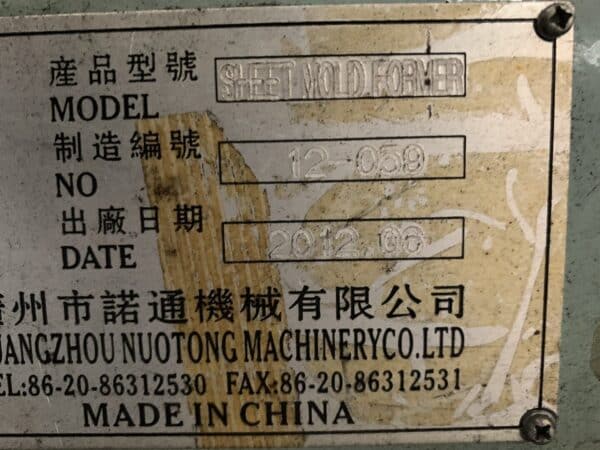 産品型號 SHEET MOLD FORMER
MODEL
制造編號 12-059
NO
出廠日期 2012.06
DATE
州市諾通機械有限公司
UANGZHOU NUOTONG MACHINERYCO.LTD
EL:86-20-86312530 FAX:86-20-86312531
MADE IN CHINA